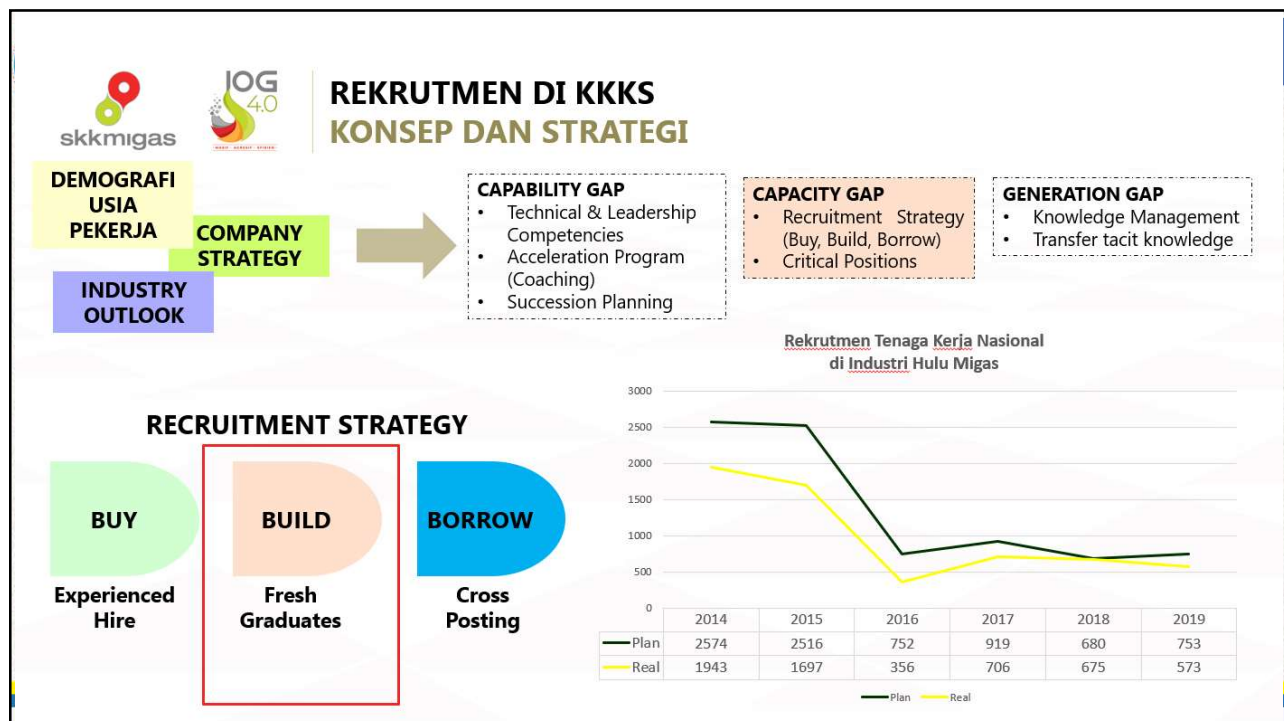 skkmigas
IOG
4.0
REKRUTMEN DI KKKS
KONSEP DAN STRATEGI
DEMOGRAFI
USIA
PEKERJA
COMPANY
STRATEGY
INDUSTRY
OUTLOOK
CAPABILITY GAP
• Technical & Leadership
Competencies
• Acceleration Program
(Coaching)
• Succession Planning
CAPACITY GAP
• Recruitment Strategy
(Buy, Build, Borrow)
• Critical Positions
GENERATION GAP
• Knowledge Management
• Transfer tacit knowledge
RECRUITMENT STRATEGY
BUY
BUILD
BORROW
Experienced
Hire
Fresh
Graduates
Cross
Posting
Rekrutmen Tenaga Kerja Nasional
di Industri Hulu Migas
3000
2500
2000
1500
1000
500
0
2014 2015 2016 2017 2018 2019
Plan 2574 2516 752 919 680 753
Real 1943 1697 356 706 675 573
Plan Real